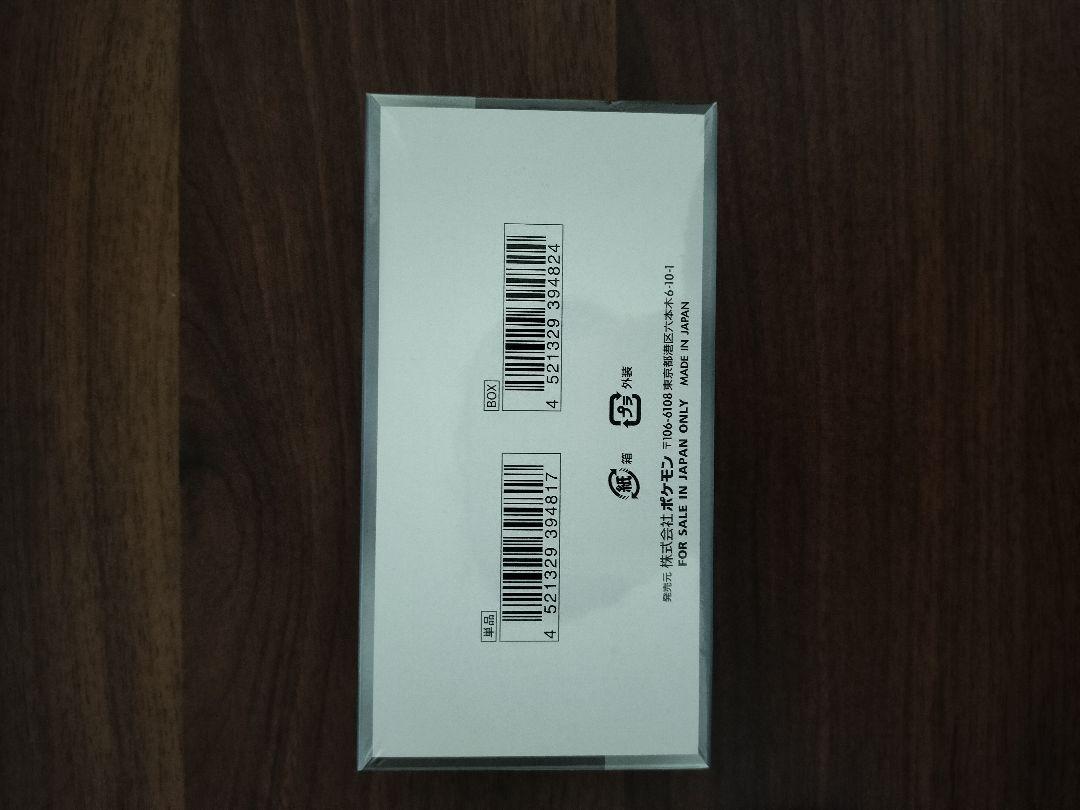 単品
4 521329 394817
BOX
4 521329 394824
紙 箱
プラ 外装
発売元 株式会社ポケモン 〒106-6108 東京都港区六本木6-10-1
FOR SALE IN JAPAN ONLY MADE IN JAPAN